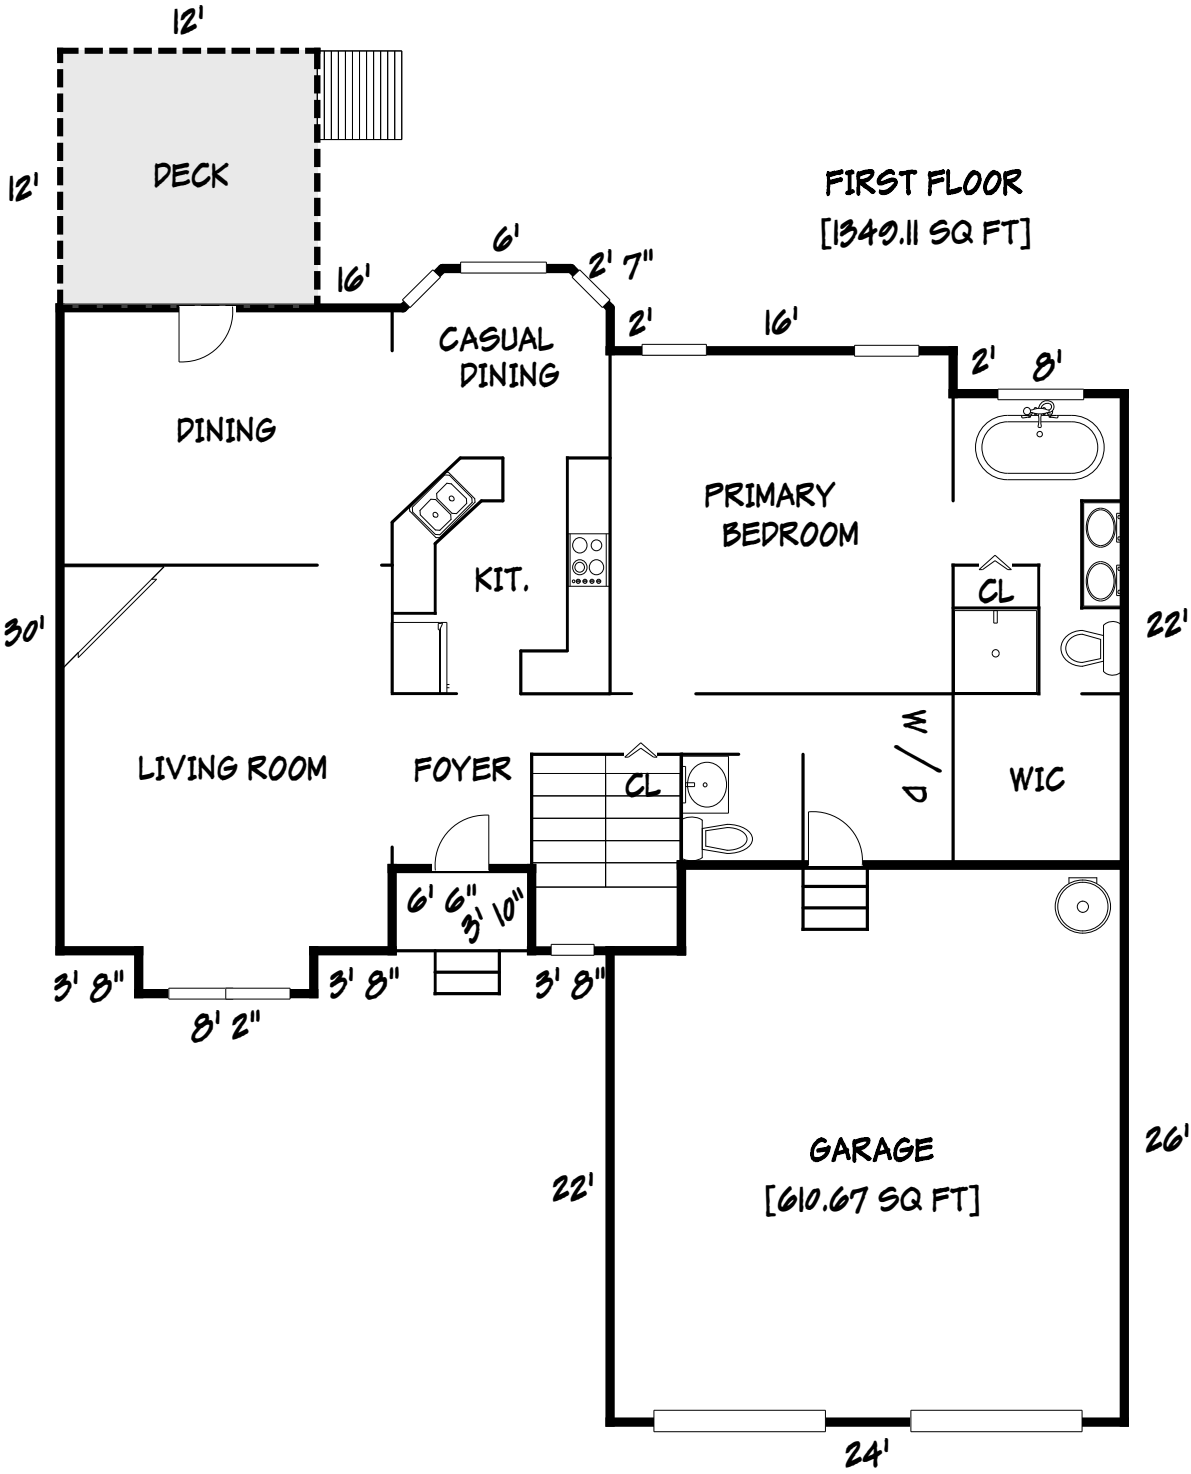 12'
DECK
12'
FIRST FLOOR
[1349.11 SQ FT]
6'
2' 7"
16'
2'
16'
2'
8'
CASUAL
DINING
DINING
PRIMARY
BEDROOM
KIT.
CL
30'
22'
W / D
LIVING ROOM
FOYER
CL
WIC
6' 6"
3' 10"
3' 8"
3' 8"
3' 8"
8' 2"
GARAGE
[610.67 SQ FT]
26'
22'
24'